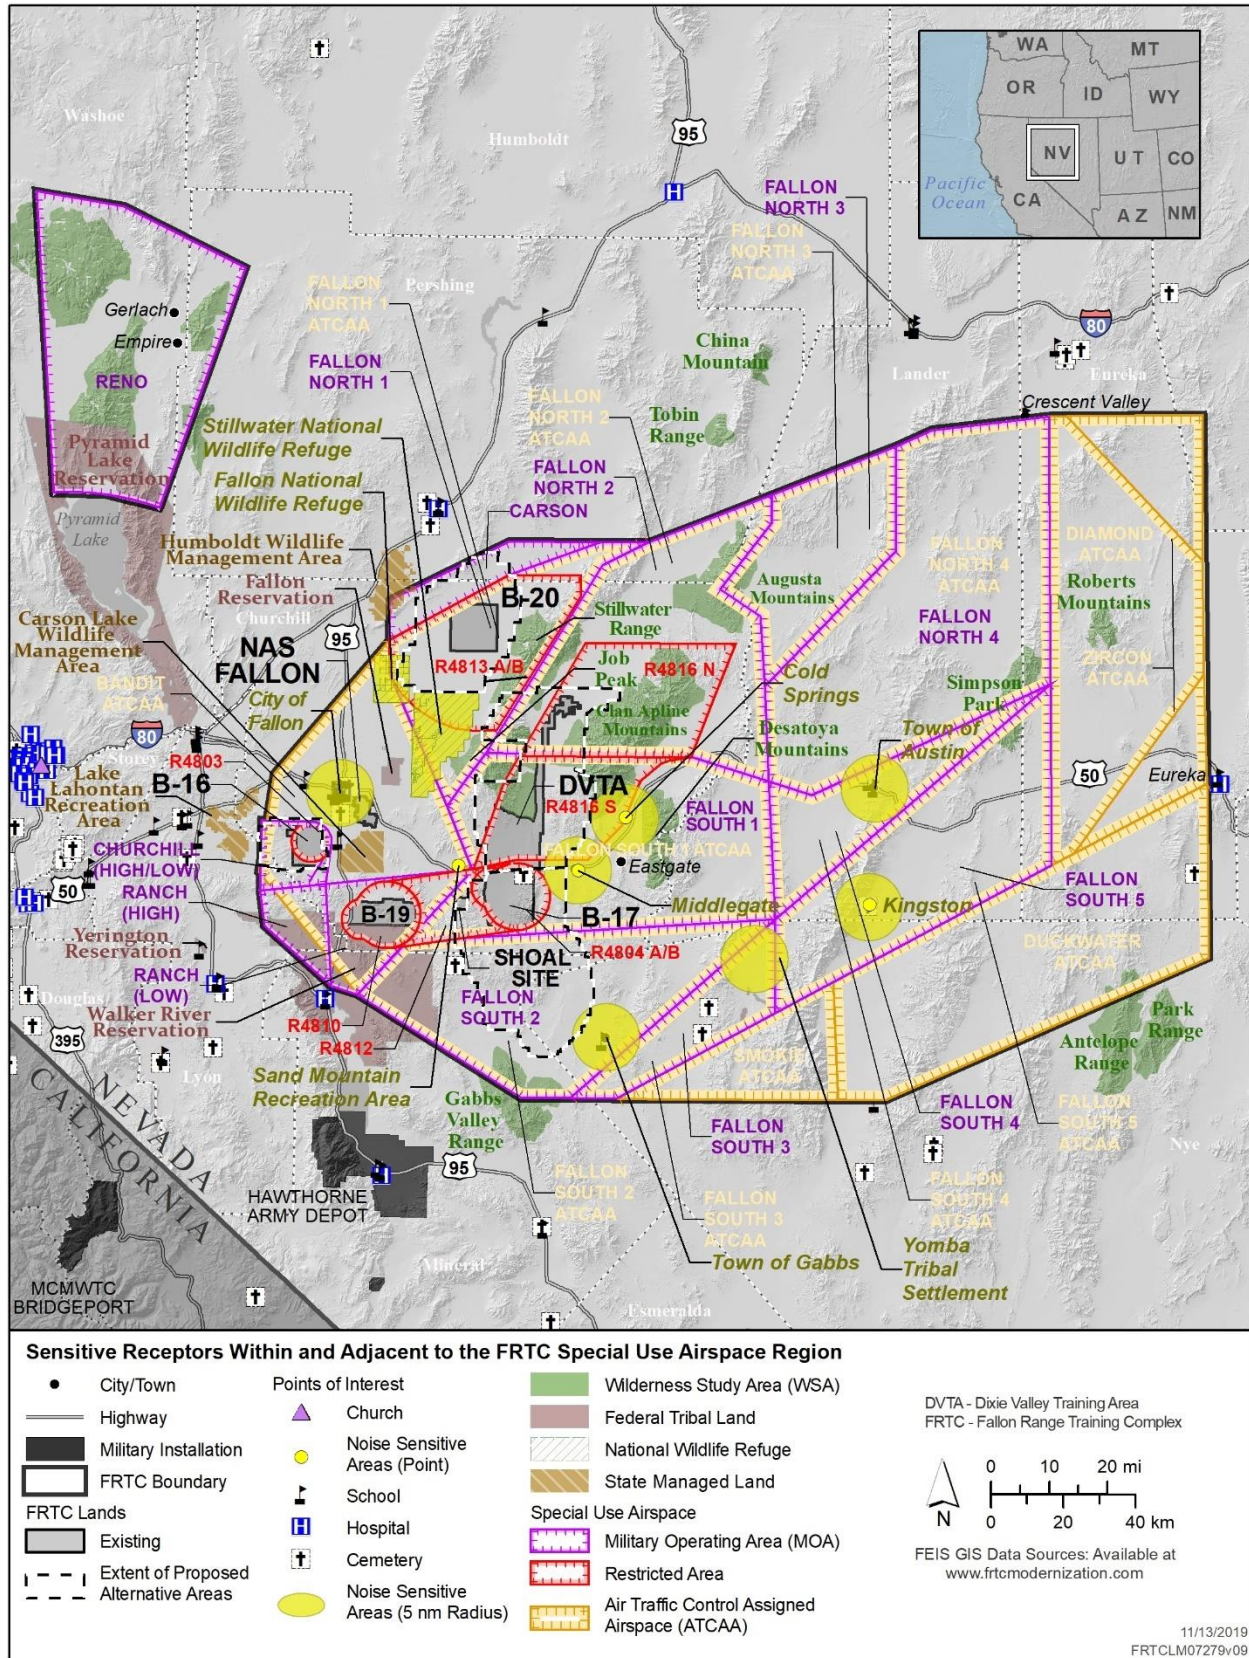 WA
MT
OR
ID
WY
NV
UT
CO
CA
AZ
NM
Pacific
Ocean
Washoe
Humboldt
95
FALLON
NORTH 3
FALLON
NORTH 3
ATCAA
FALLON
NORTH 1
ATCAA
Pershing
Gerlach
Empire
RENO
FALLON
NORTH 1
China
Mountain
80
Lander
Eureka
Crescent Valley
FALLON
NORTH 2
ATCAA
Tobin
Range
Stillwater National
Wildlife Refuge
Pyramid
Lake
Reservation
FALLON
NORTH 2
Fallon National
Wildlife Refuge
CARSON
Pyramid
Lake
Humboldt Wildlife
Management Area
Fallon
Reservation
DIAMOND
ATCAA
FALLON
NORTH 4
ATCAA
Augusta
Mountains
Roberts
Mountains
B-20
Stillwater
Range
Churchill
Carson Lake
Wildlife
Management
Area
95
NAS
FALLON
FALLON
NORTH 4
R4813 A/B
Job
Peak
R4816 N
Cold
Springs
ZIRCON
ATCAA
BANDIT
ATCAA
City of
Fallon
Clan Apline
Mountains
Simpson
Park
Desatoya
Mountains
Town of
Austin
80
Storey
R4803
B-16
Lake
Lahontan
Recreation
Area
DVTA
50
Eureka
R4816 S
FALLON
SOUTH 1
FALLON SOUTH 1 ATCAA
Eastgate
CHURCHILL
(HIGH/LOW)
50
RANCH
(HIGH)
FALLON
SOUTH 5
B-19
B-17
Middlegate
Kingston
Yerington
Reservation
R4804 A/B
DUCKWATER
ATCAA
SHOAL
SITE
RANCH
(LOW)
Douglas
FALLON
SOUTH 2
Walker River
Reservation
R4810
R4812
Park
Range
Antelope
Range
395
Lyon
SMOKIE
ATCAA
Sand Mountain
Recreation Area
Gabbs
Valley
Range
FALLON
SOUTH 3
FALLON
SOUTH 4
FALLON
SOUTH 5
ATCAA
Nye
NEVADA
CALIFORNIA
95
HAWTHORNE
ARMY DEPOT
FALLON
SOUTH 2
ATCAA
FALLON
SOUTH 3
ATCAA
FALLON
SOUTH 4
ATCAA
Town of Gabbs
Yomba
Tribal
Settlement
Mineral
Esmeralda
MCMWTC
BRIDGEPORT
Sensitive Receptors Within and Adjacent to the FRTC Special Use Airspace Region
City/Town
Highway
Military Installation
FRTC Boundary
FRTC Lands
Existing
Extent of Proposed
Alternative Areas
Points of Interest
Church
Noise Sensitive
Areas (Point)
School
Hospital
Cemetery
Noise Sensitive
Areas (5 nm Radius)
Wilderness Study Area (WSA)
Federal Tribal Land
National Wildlife Refuge
State Managed Land
Special Use Airspace
Military Operating Area (MOA)
Restricted Area
Air Traffic Control Assigned
Airspace (ATCAA)
DVTA - Dixie Valley Training Area
FRTC - Fallon Range Training Complex
N
0 10 20 mi
0 20 40 km
FEIS GIS Data Sources: Available at
www.frtcmodernization.com
11/13/2019
FRTCLM07279v09